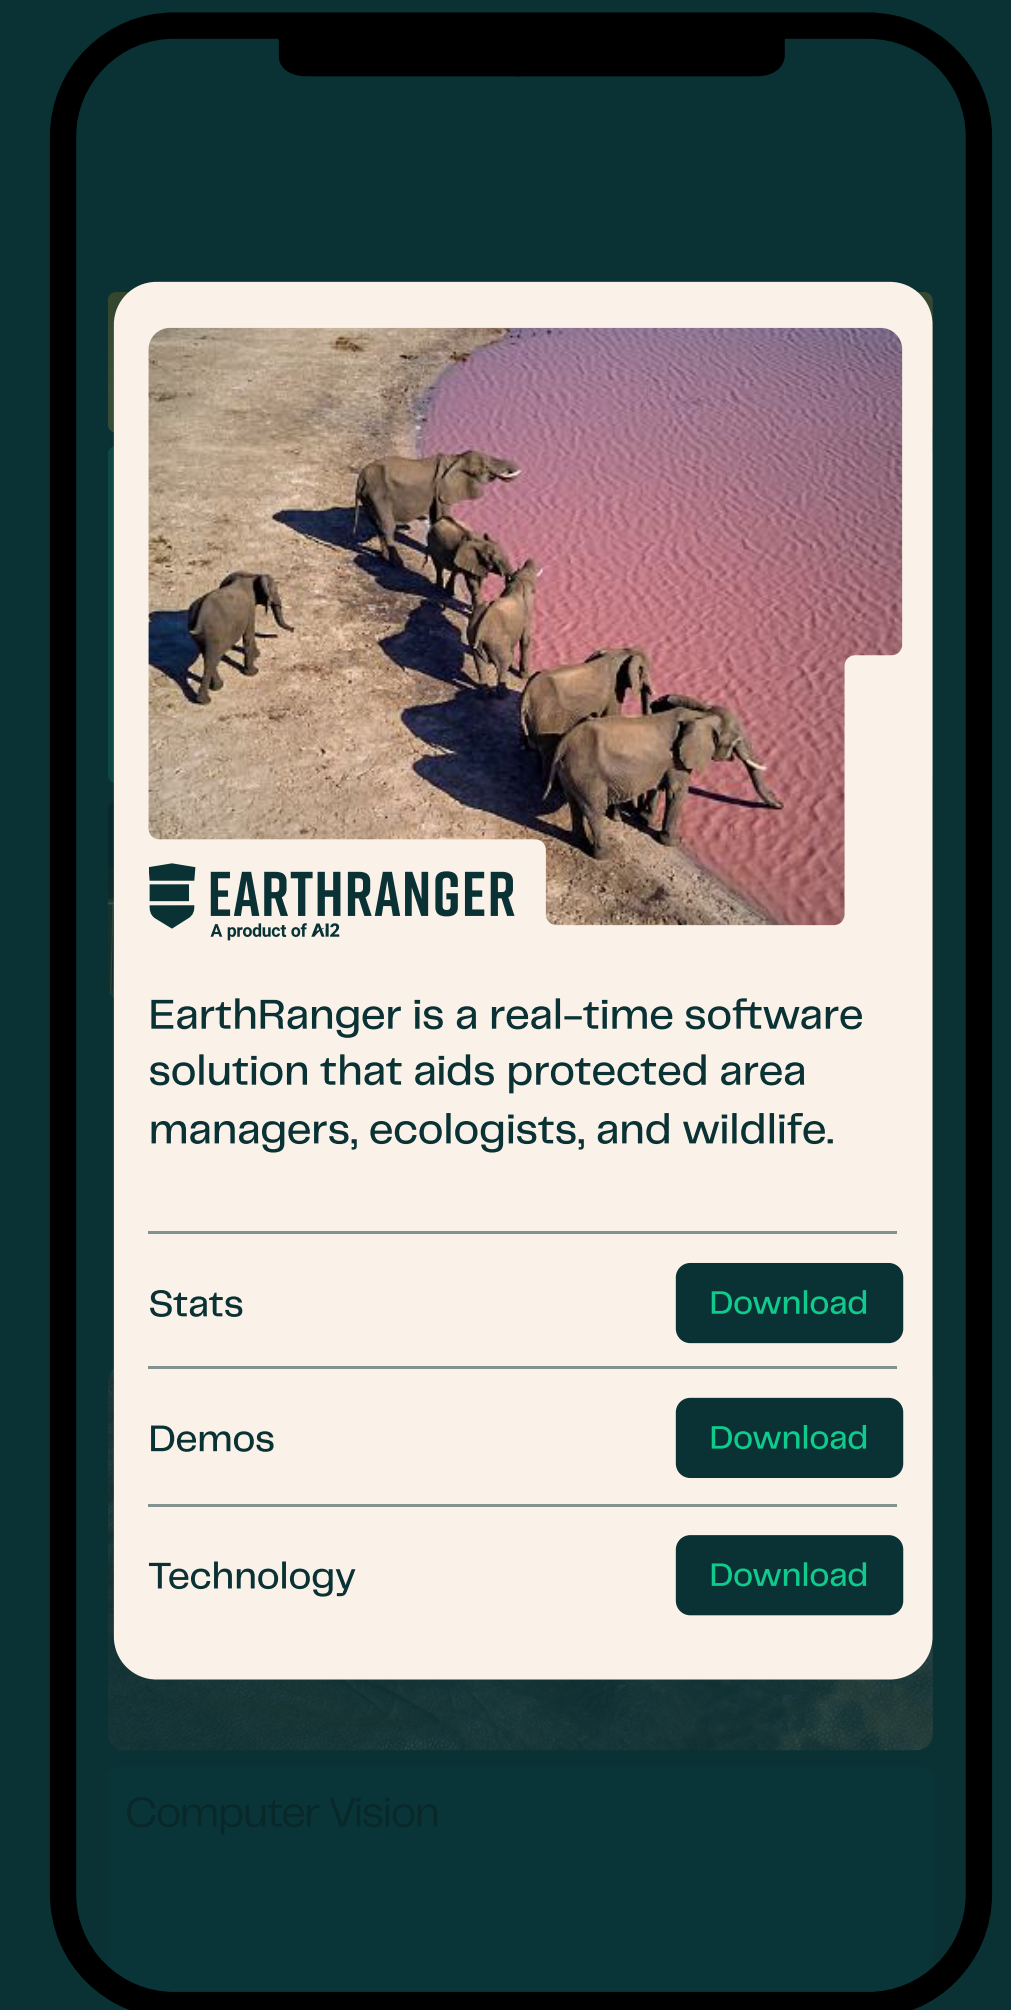 EARTHRANGER
A product of AI2
EarthRanger is a real-time software
solution that aids protected area
managers, ecologists, and wildlife.
Stats
Download
Demos
Download
Technology
Download
Computer Vision